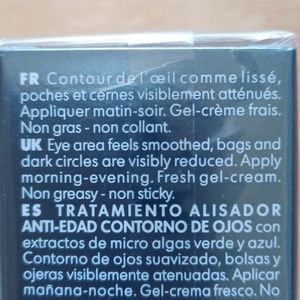 FR Contour de l'œil comme lissé,
poches et cernes visiblement atténués.
Appliquer matin-soir. Gel-crème frais.
Non gras - non collant.
UK Eye area feels smoothed, bags and
dark circles are visibly reduced. Apply
morning-evening. Fresh gel-cream.
Non greasy - non sticky.
ES TRATAMIENTO ALISADOR
ANTI-EDAD CONTORNO DE OJOS con
extractos de micro algas verde y azul.
Contorno de ojos suavizado, bolsas y
ojeras visiblemente atenuadas. Aplicar
mañana-noche. Gel-crema fresco. No